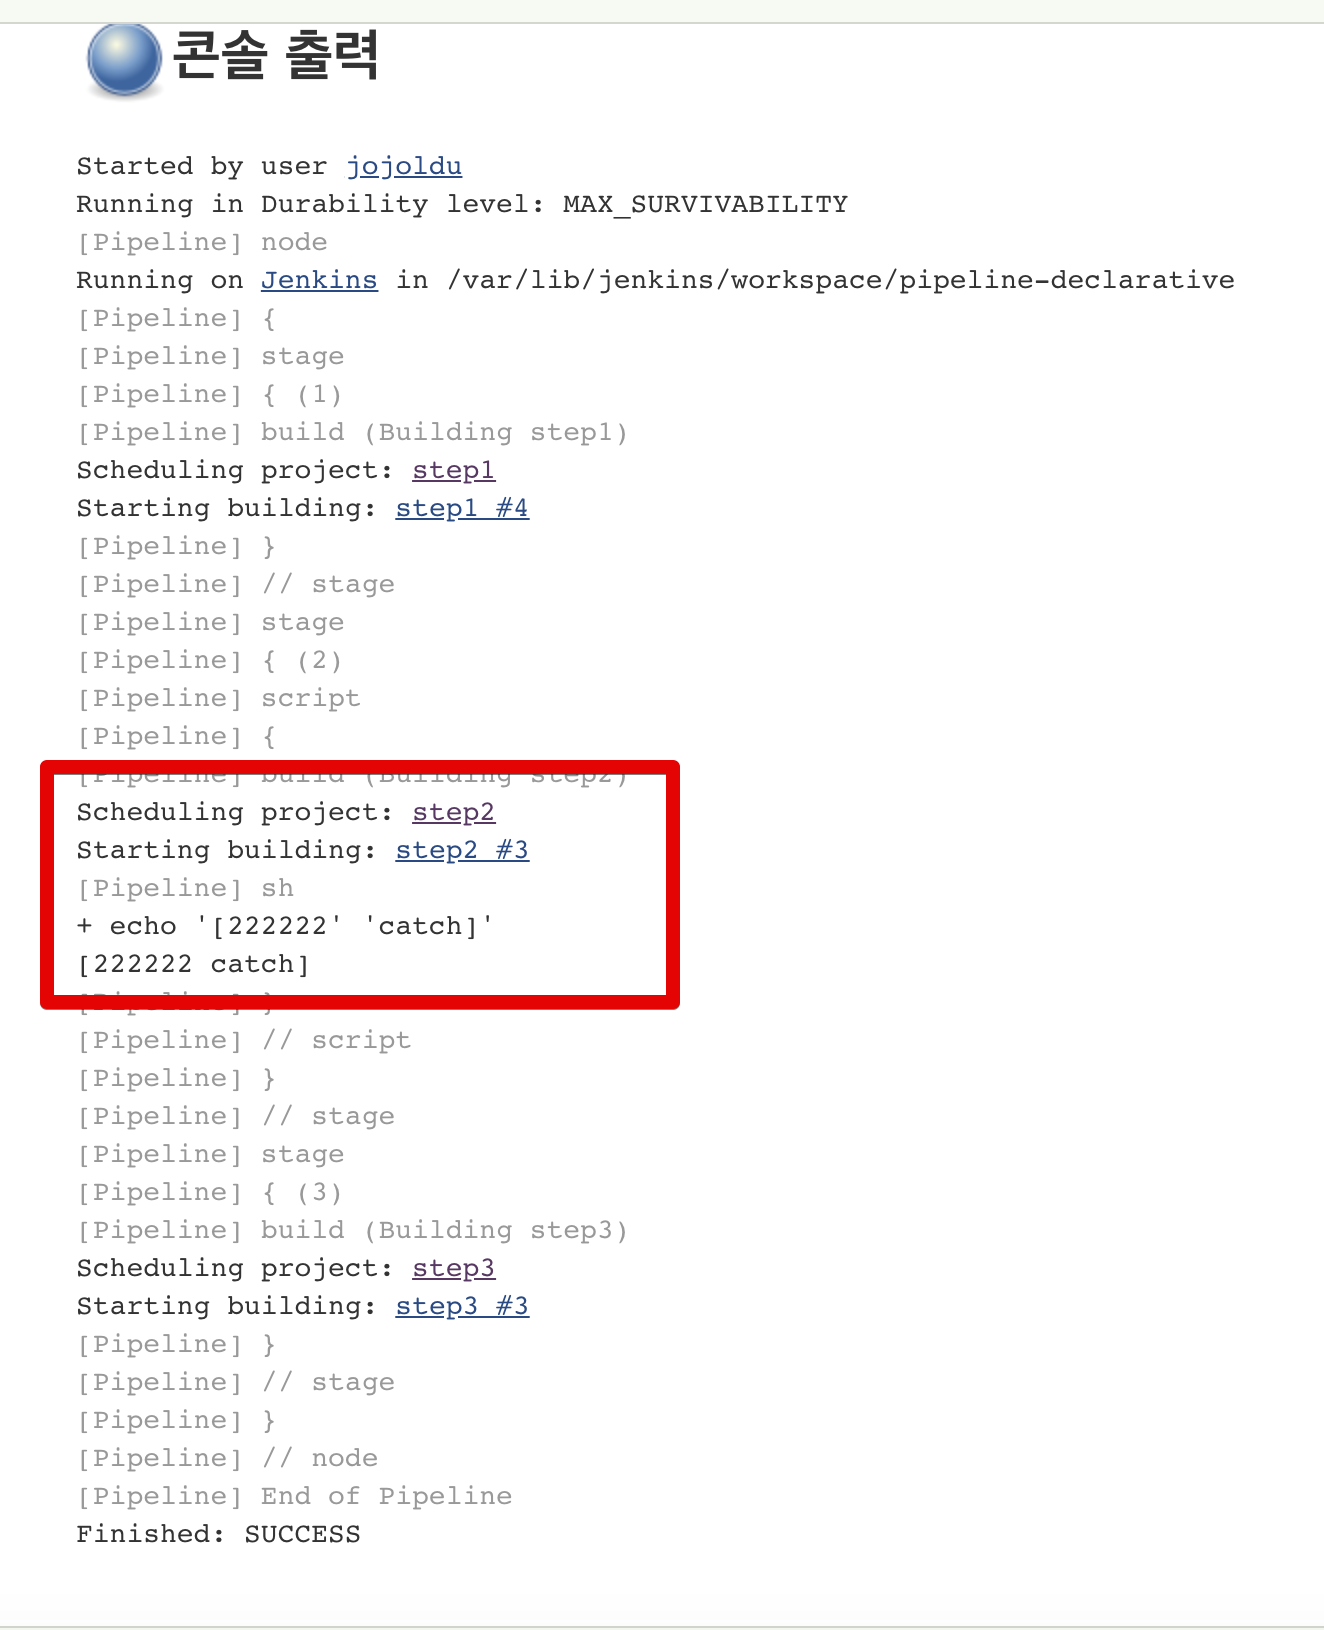 콘솔 출력
Started by user jojoldu
Running in Durability level: MAX_SURVIVABILITY
[Pipeline] node
Running on Jenkins in /var/lib/jenkins/workspace/pipeline-declarative
[Pipeline] {
[Pipeline] stage
[Pipeline] { (1)
[Pipeline] build (Building step1)
Scheduling project: step1
Starting building: step1 #4
[Pipeline] }
[Pipeline] // stage
[Pipeline] stage
[Pipeline] { (2)
[Pipeline] script
[Pipeline] {
[Pipeline] build (Building step2)
Scheduling project: step2
Starting building: step2 #3
[Pipeline] sh
+ echo '[222222' 'catch]'
[222222 catch]
[Pipeline] }
[Pipeline] // script
[Pipeline] }
[Pipeline] // stage
[Pipeline] stage
[Pipeline] { (3)
[Pipeline] build (Building step3)
Scheduling project: step3
Starting building: step3 #3
[Pipeline] }
[Pipeline] // stage
[Pipeline] }
[Pipeline] // node
[Pipeline] End of Pipeline
Finished: SUCCESS